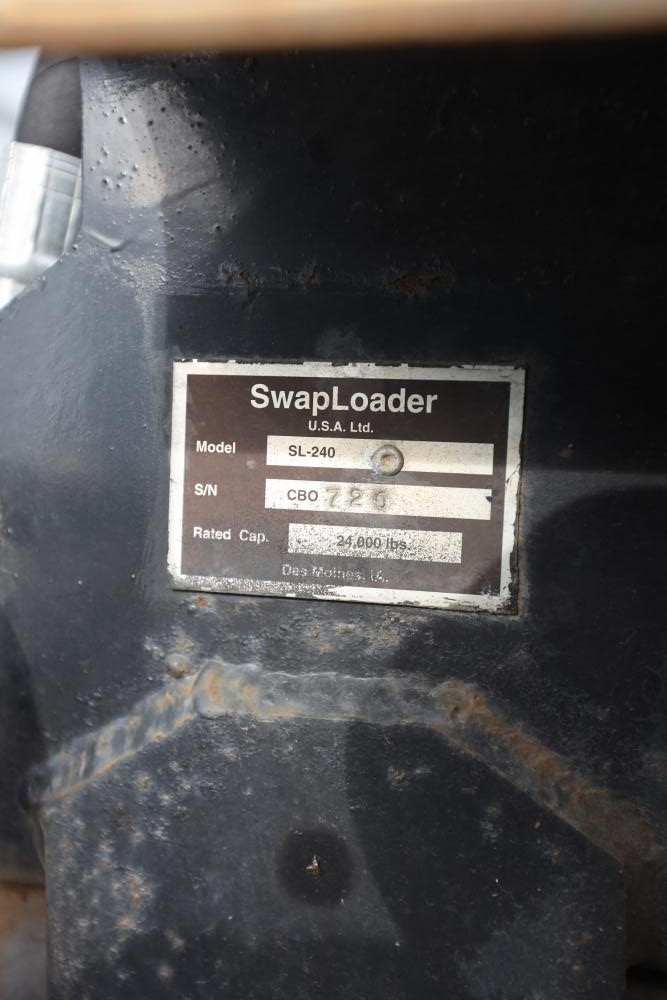 SwapLoader
U.S.A. Ltd.
Model SL-240
S/N CBO 720
Rated Cap. 24,000 lbs.
Des Moines, IA.